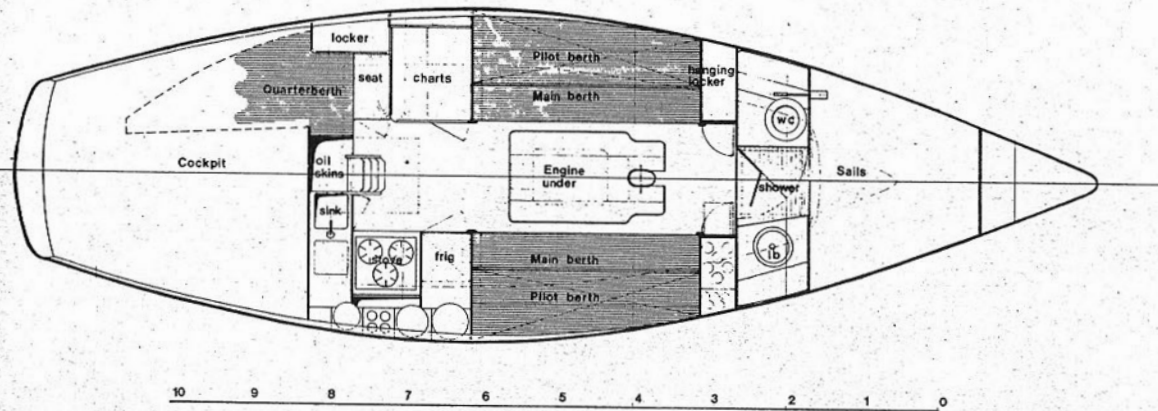 locker
Pilot berth
seat
charts
hanging
locker
Quarterberth
Main berth
wc
Cockpit
oil
skins
Engine
under
shower
Sails
sink
stove
frig
Main berth
lb
Pilot berth
10 9 8 7 6 5 4 3 2 1 0